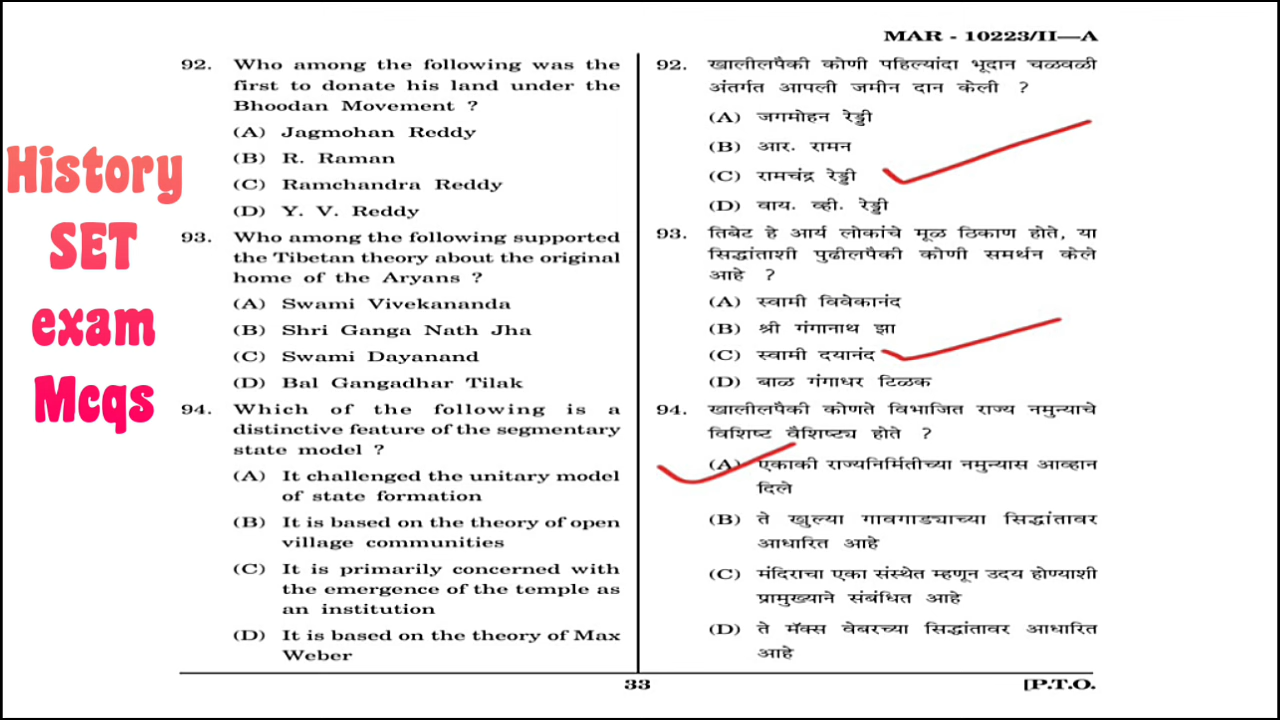 MAR - 10223/II—A
History
SET
exam
Mcqs
92. Who among the following was the
first to donate his land under the
Bhoodan Movement ?
(A) Jagmohan Reddy
(B) R. Raman
(C) Ramchandra Reddy
(D) Y. V. Reddy
93. Who among the following supported
the Tibetan theory about the original
home of the Aryans ?
(A) Swami Vivekananda
(B) Shri Ganga Nath Jha
(C) Swami Dayanand
(D) Bal Gangadhar Tilak
94. Which of the following is a
distinctive feature of the segmentary
state model ?
(A) It challenged the unitary model
of state formation
(B) It is based on the theory of open
village communities
(C) It is primarily concerned with
the emergence of the temple as
an institution
(D) It is based on the theory of Max
Weber
92. खालीलपैकी कोणी पहिल्यांदा भूदान चळवळी
अंतर्गत आपली जमीन दान केली ?
(A) जगमोहन रेड्डी
(B) आर. रामन
(C) रामचंद्र रेड्डी
(D) वाय. व्ही. रेड्डी
93. तिबेट हे आर्य लोकांचे मूळ ठिकाण होते, या
सिद्धांताशी पुढीलपैकी कोणी समर्थन केले
आहे ?
(A) स्वामी विवेकानंद
(B) श्री गंगानाथ झा
(C) स्वामी दयानंद
(D) बाळ गंगाधर टिळक
94. खालीलपैकी कोणते विभाजित राज्य नमुन्याचे
विशिष्ट वैशिष्ट्य होते ?
(A) एकाकी राज्यनिर्मितीच्या नमुन्यास आव्हान
दिले
(B) ते खुल्या गावगाड्याच्या सिद्धांतावर
आधारित आहे
(C) मंदिराचा एका संस्थेत म्हणून उदय होण्याशी
प्रामुख्याने संबंधित आहे
(D) ते मॅक्स वेबरच्या सिद्धांतावर आधारित
आहे
33
[P.T.O.